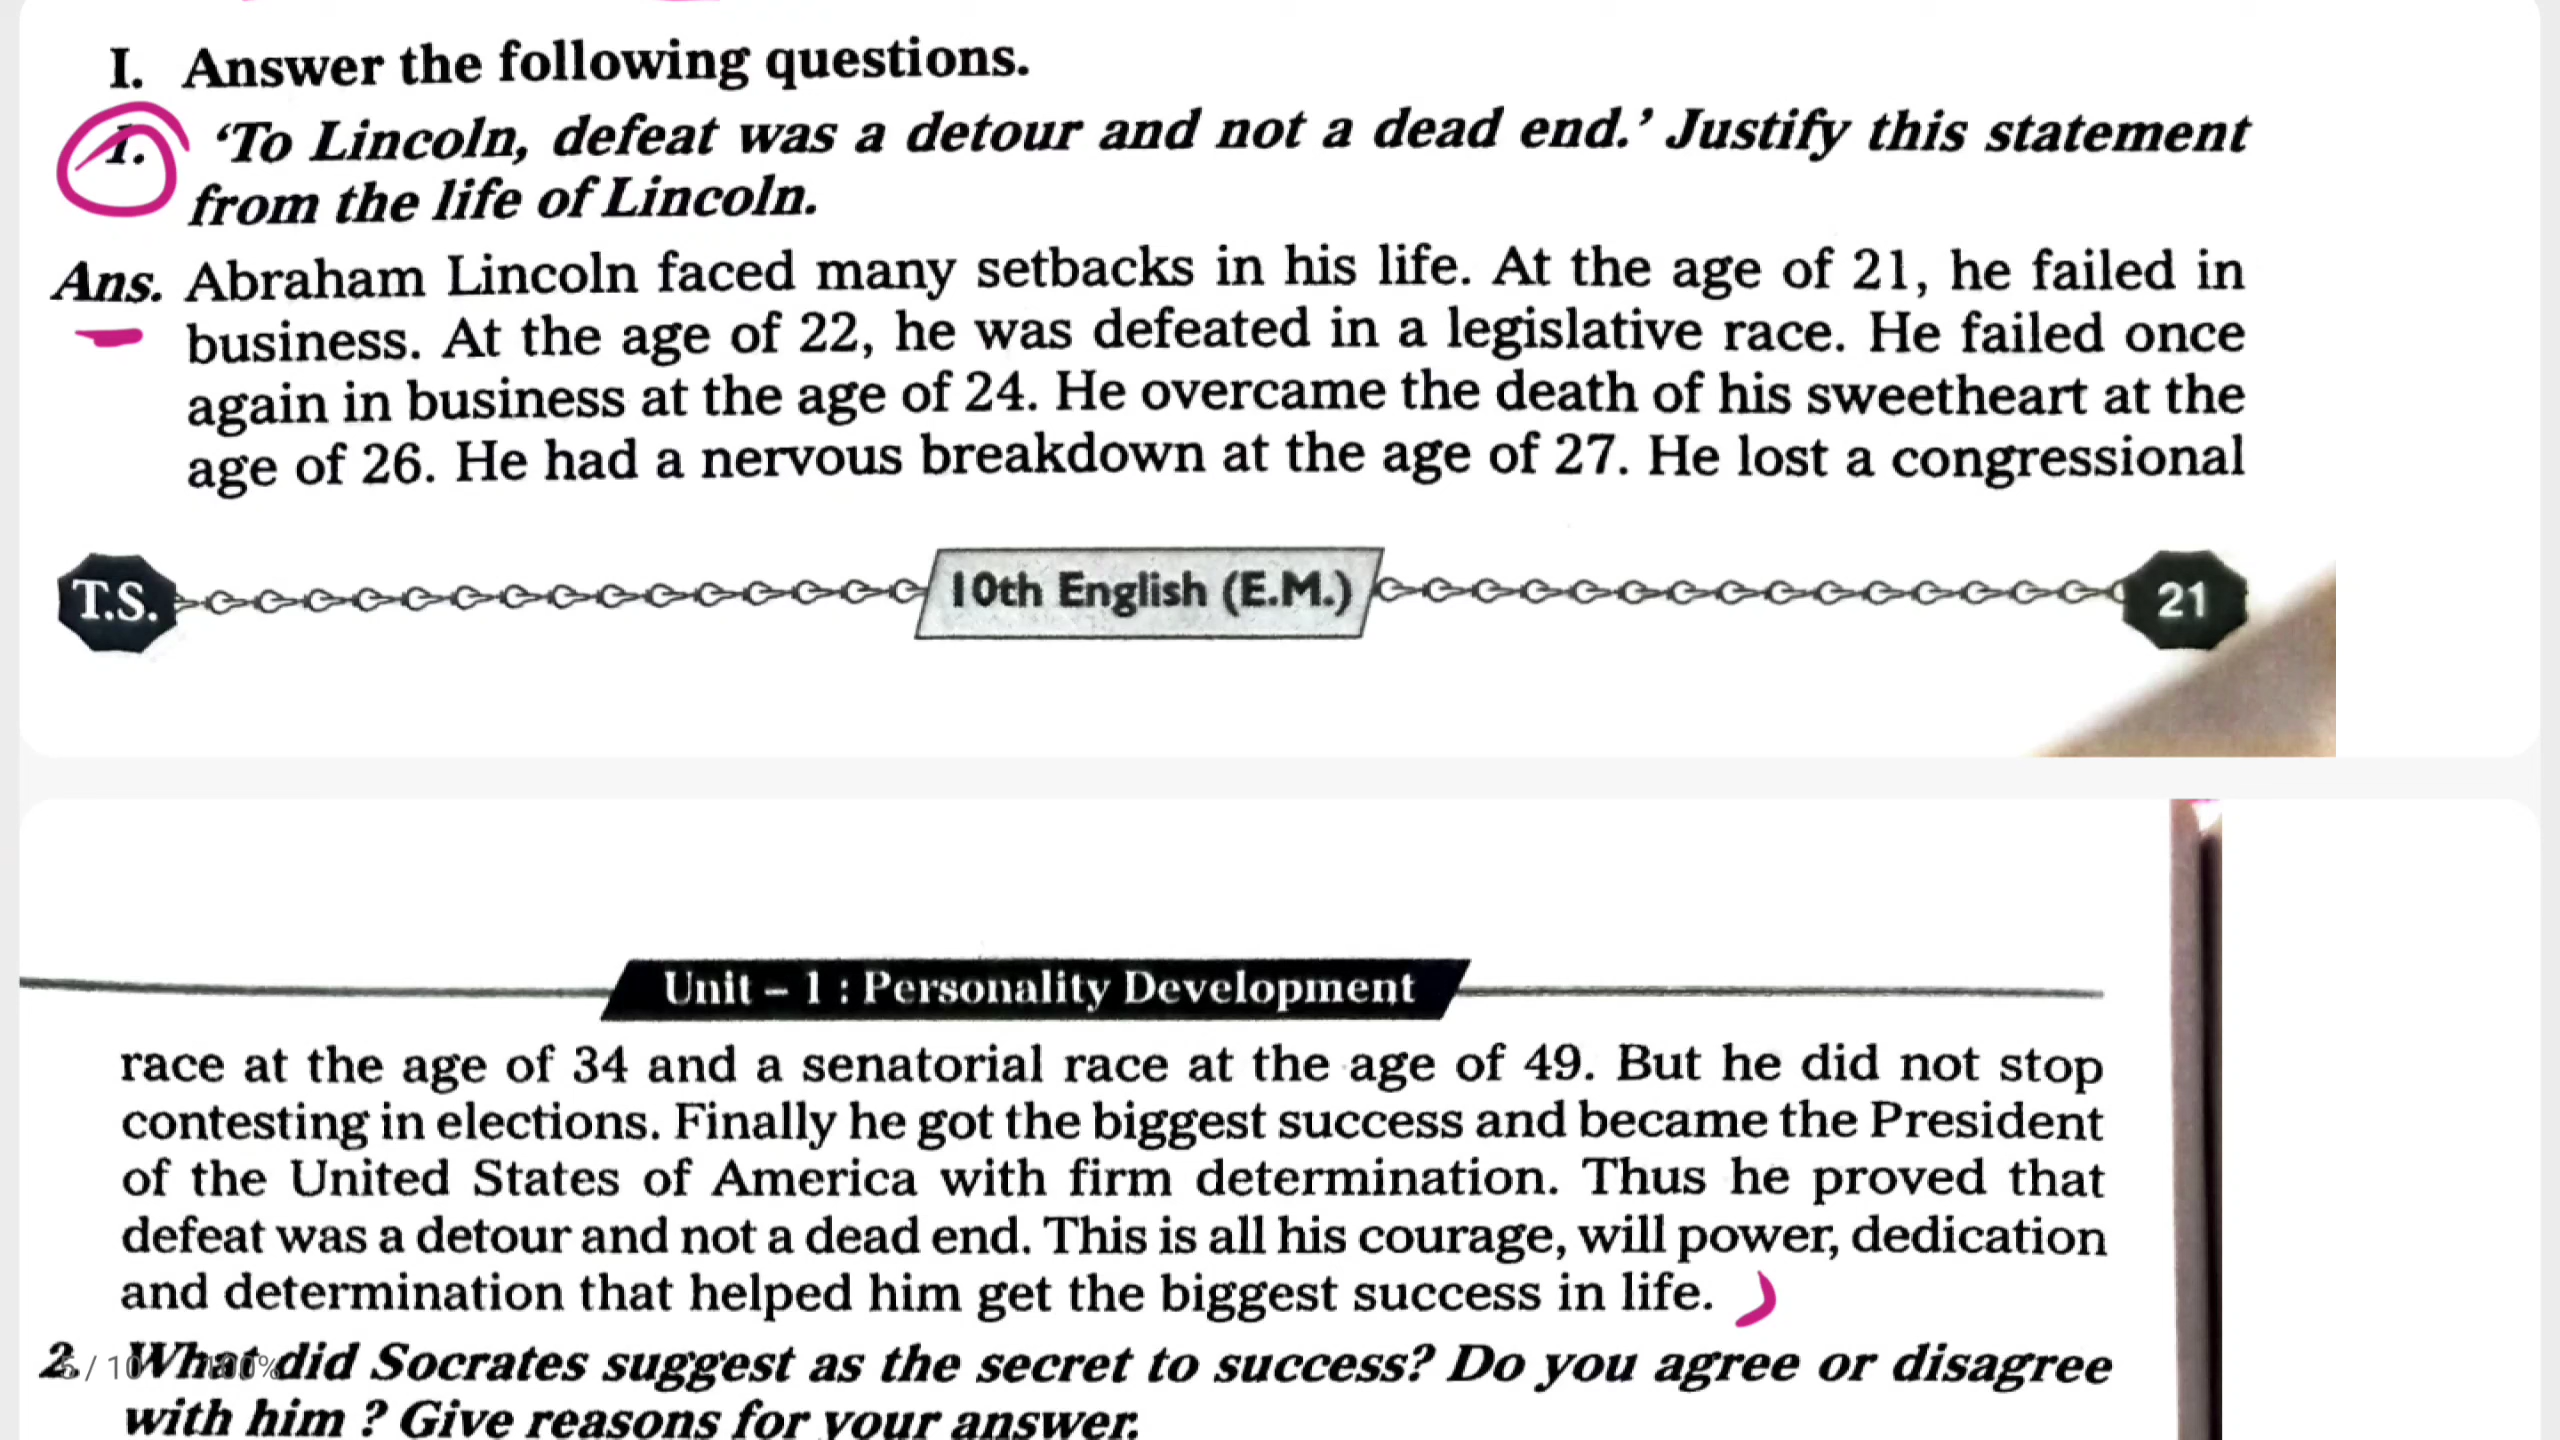 I. Answer the following questions.
1. ‘To Lincoln, defeat was a detour and not a dead end.’ Justify this statement
from the life of Lincoln.
Ans. Abraham Lincoln faced many setbacks in his life. At the age of 21, he failed in
business. At the age of 22, he was defeated in a legislative race. He failed once
again in business at the age of 24. He overcame the death of his sweetheart at the
age of 26. He had a nervous breakdown at the age of 27. He lost a congressional
T.S. 10th English (E.M.) 21
Unit – 1 : Personality Development
race at the age of 34 and a senatorial race at the age of 49. But he did not stop
contesting in elections. Finally he got the biggest success and became the President
of the United States of America with firm determination. Thus he proved that
defeat was a detour and not a dead end. This is all his courage, will power, dedication
and determination that helped him get the biggest success in life.
2. What did Socrates suggest as the secret to success? Do you agree or disagree
with him ? Give reasons for your answer.